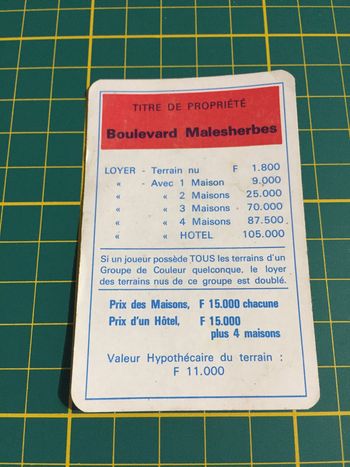 TITRE DE PROPRIÉTÉ
Boulevard Malesherbes
LOYER - Terrain nu F 1.800
« - Avec 1 Maison 9.000
« « 2 Maisons 25.000
« « 3 Maisons - 70.000
« « 4 Maisons 87.500.
« « HOTEL 105.000
Si un joueur possède TOUS les terrains d'un
Groupe de Couleur quelconque, le loyer
des terrains nus de ce groupe est doublé.
Prix des Maisons, F 15.000 chacune
Prix d'un Hôtel, F 15.000
plus 4 maisons
Valeur Hypothécaire du terrain :
F 11.000